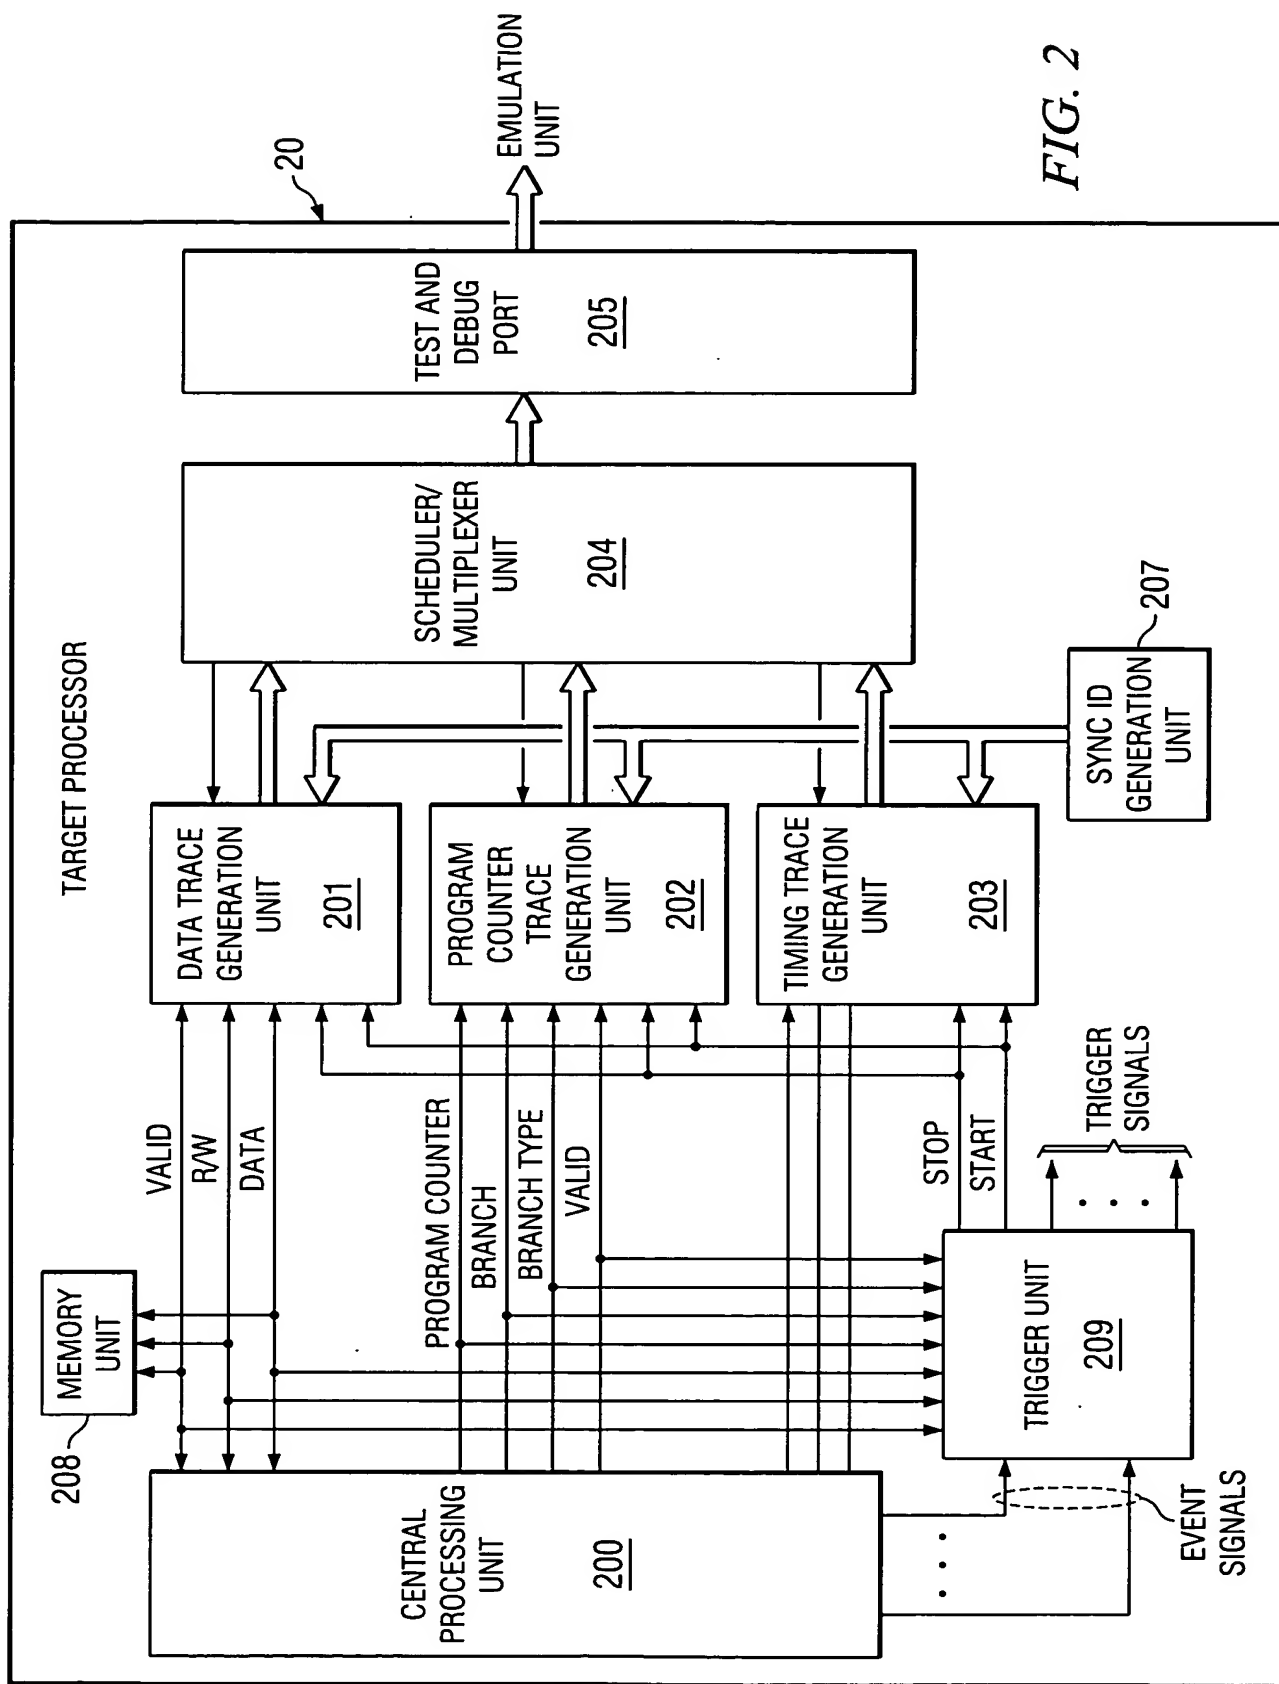 TARGET PROCESSOR
20
208
MEMORY
UNIT
VALID
R/W
DATA
DATA TRACE
GENERATION
UNIT
201
CENTRAL
PROCESSING
UNIT
200
PROGRAM COUNTER
BRANCH
BRANCH TYPE
VALID
PROGRAM
COUNTER
TRACE
GENERATION
UNIT
202
TIMING TRACE
GENERATION
UNIT
203
SCHEDULER/
MULTIPLEXER
UNIT
204
TEST AND
DEBUG
PORT
205
EMULATION
UNIT
STOP
START
TRIGGER UNIT
209
TRIGGER
SIGNALS
EVENT
SIGNALS
SYNC ID
GENERATION
UNIT
207
FIG. 2